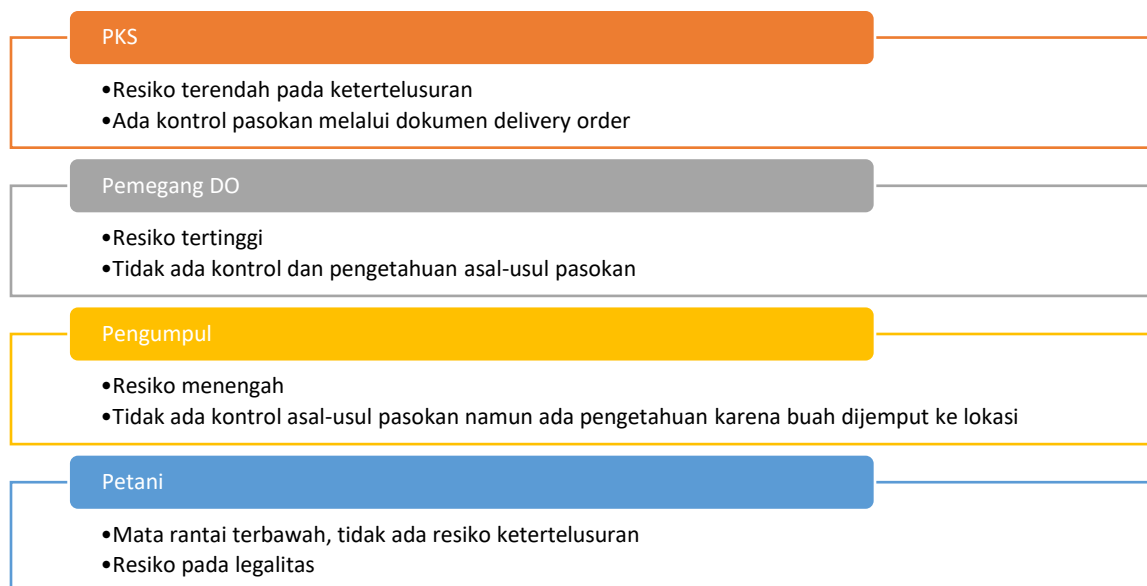 PKS
•Resiko terendah pada ketertelusuran
•Ada kontrol pasokan melalui dokumen delivery order
Pemegang DO
•Resiko tertinggi
•Tidak ada kontrol dan pengetahuan asal-usul pasokan
Pengumpul
•Resiko menengah
•Tidak ada kontrol asal-usul pasokan namun ada pengetahuan karena buah dijemput ke lokasi
Petani
•Mata rantai terbawah, tidak ada resiko ketertelusuran
•Resiko pada legalitas